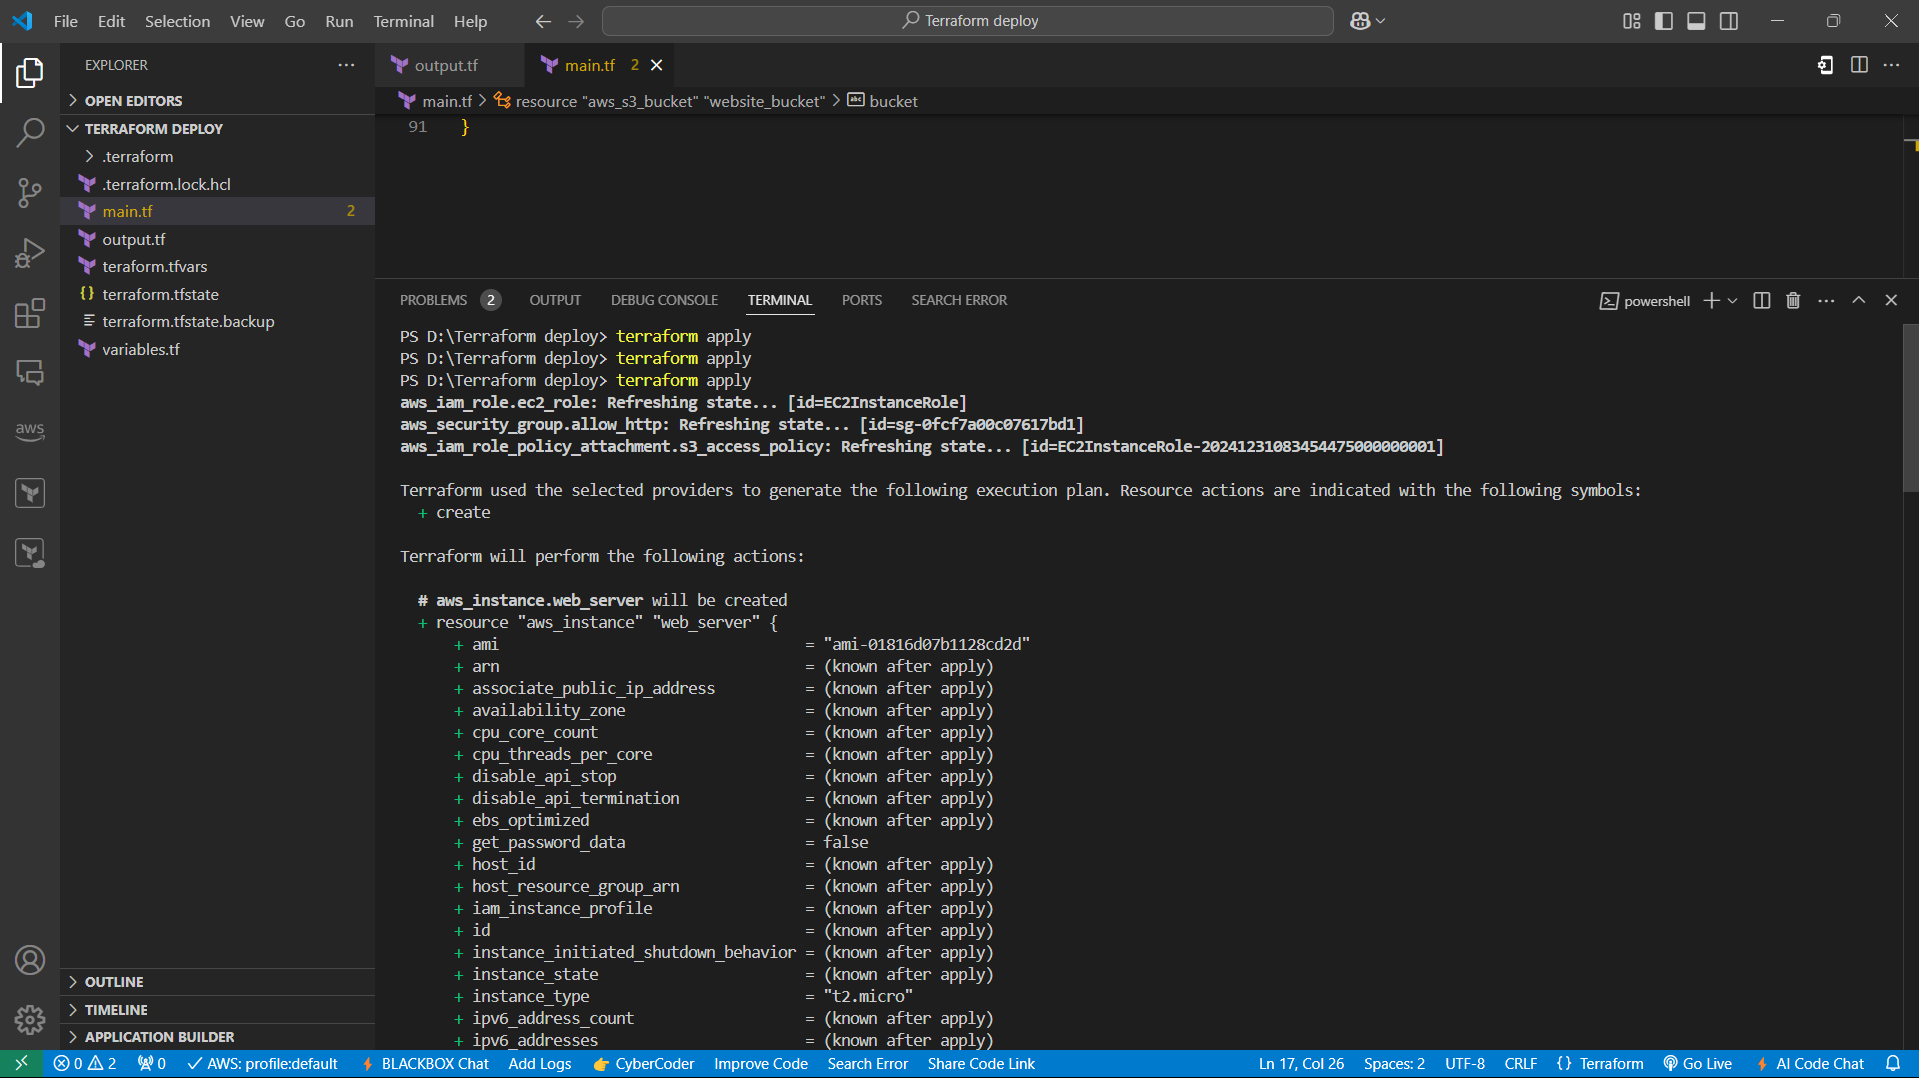 File Edit Selection View Go Run Terminal Help
Terraform deploy
EXPLORER
OPEN EDITORS
TERRAFORM DEPLOY
.terraform
.terraform.lock.hcl
main.tf 2
output.tf
teraform.tfvars
terraform.tfstate
terraform.tfstate.backup
variables.tf
aws
OUTLINE
TIMELINE
APPLICATION BUILDER
output.tf main.tf 2
main.tf resource "aws_s3_bucket" "website_bucket" abc bucket
91 }
PROBLEMS 2 OUTPUT DEBUG CONSOLE TERMINAL PORTS SEARCH ERROR powershell
PS D:\Terraform deploy> terraform apply
PS D:\Terraform deploy> terraform apply
PS D:\Terraform deploy> terraform apply
aws_iam_role.ec2_role: Refreshing state... [id=EC2InstanceRole]
aws_security_group.allow_http: Refreshing state... [id=sg-0fcf7a00c07617bd1]
aws_iam_role_policy_attachment.s3_access_policy: Refreshing state... [id=EC2InstanceRole-20241231083454475000000001]
Terraform used the selected providers to generate the following execution plan. Resource actions are indicated with the following symbols:
+ create
Terraform will perform the following actions:
# aws_instance.web_server will be created
+ resource "aws_instance" "web_server" {
+ ami = "ami-01816d07b1128cd2d"
+ arn = (known after apply)
+ associate_public_ip_address = (known after apply)
+ availability_zone = (known after apply)
+ cpu_core_count = (known after apply)
+ cpu_threads_per_core = (known after apply)
+ disable_api_stop = (known after apply)
+ disable_api_termination = (known after apply)
+ ebs_optimized = (known after apply)
+ get_password_data = false
+ host_id = (known after apply)
+ host_resource_group_arn = (known after apply)
+ iam_instance_profile = (known after apply)
+ id = (known after apply)
+ instance_initiated_shutdown_behavior = (known after apply)
+ instance_state = (known after apply)
+ instance_type = "t2.micro"
+ ipv6_address_count = (known after apply)
+ ipv6_addresses = (known after apply)
0 2 0 AWS: profile:default BLACKBOX Chat Add Logs CyberCoder Improve Code Search Error Share Code Link Ln 17, Col 26 Spaces: 2 UTF-8 CRLF {} Terraform Go Live AI Code Chat